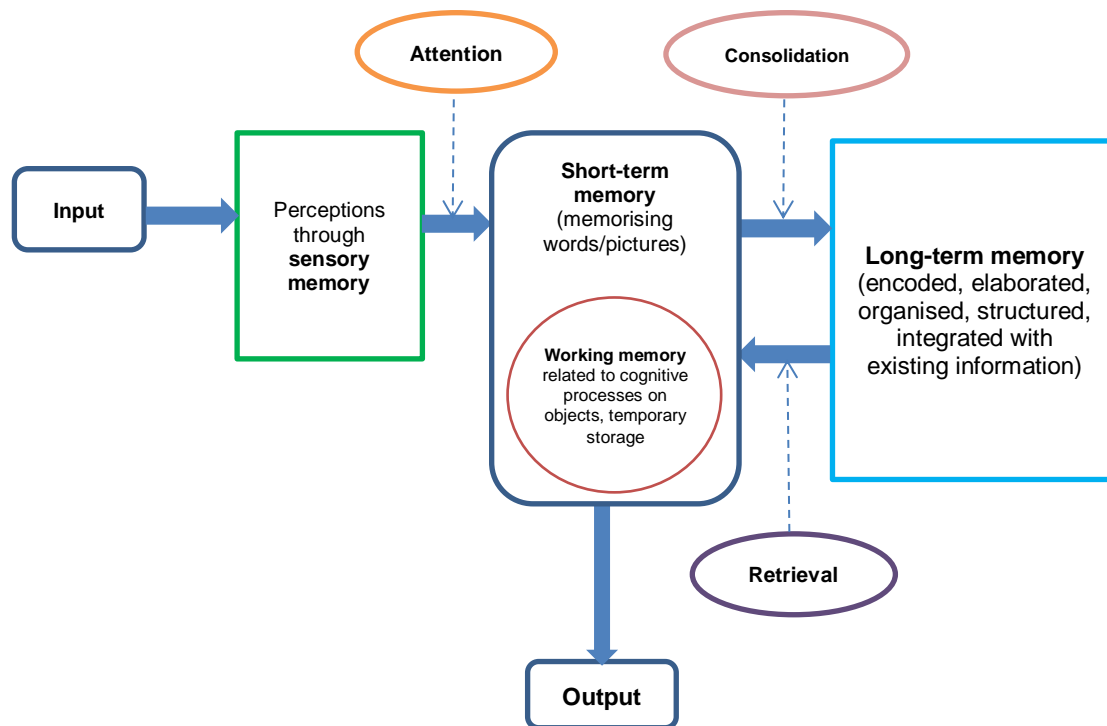 Attention
Consolidation
Input
Perceptions
through
sensory
memory
Short-term
memory
(memorising
words/pictures)
Working memory
related to cognitive
processes on
objects, temporary
storage
Long-term memory
(encoded, elaborated,
organised, structured,
integrated with
existing information)
Retrieval
Output